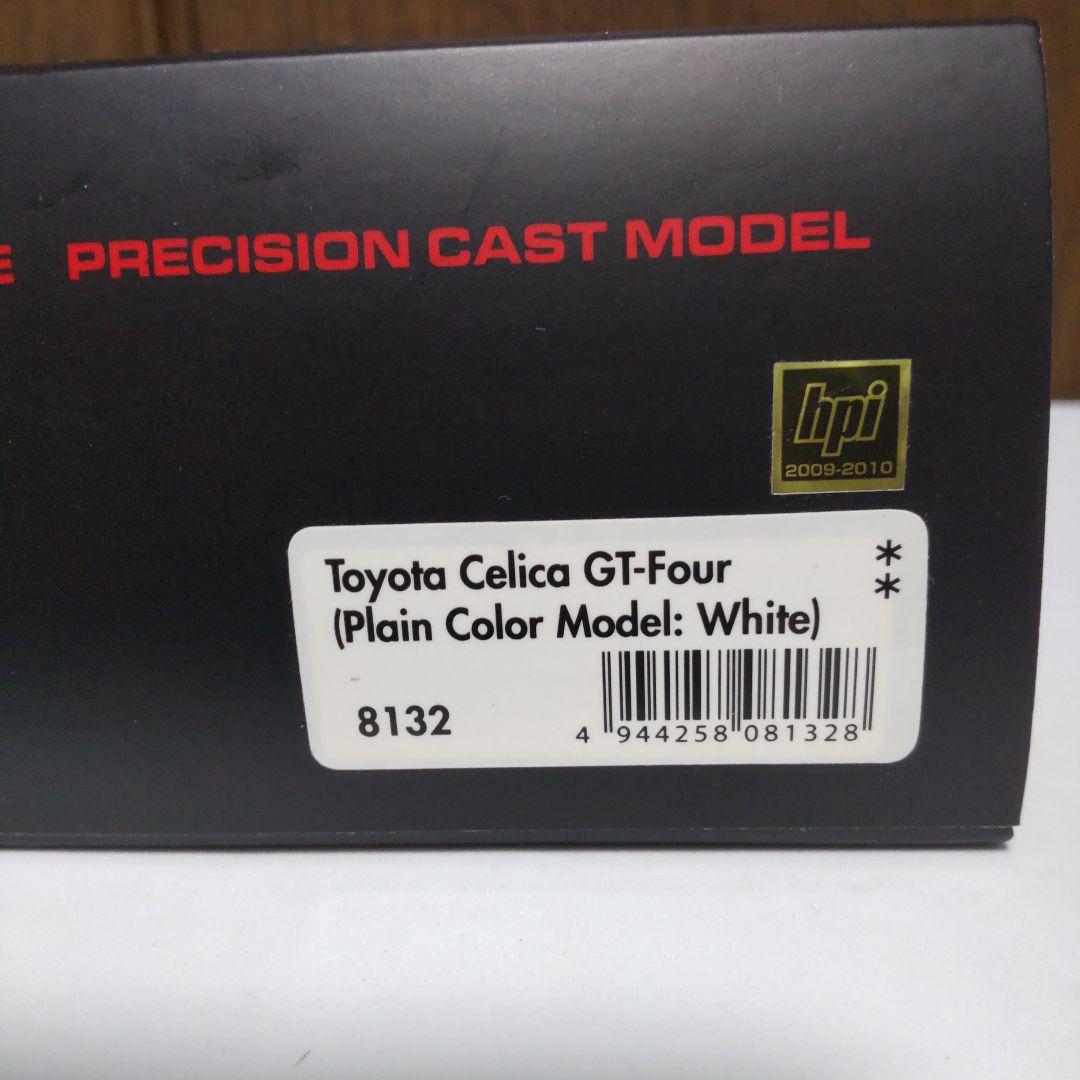 E PRECISION CAST MODEL
hpi
2009-2010
Toyota Celica GT-Four **
(Plain Color Model: White)
8132
4 944258 081328